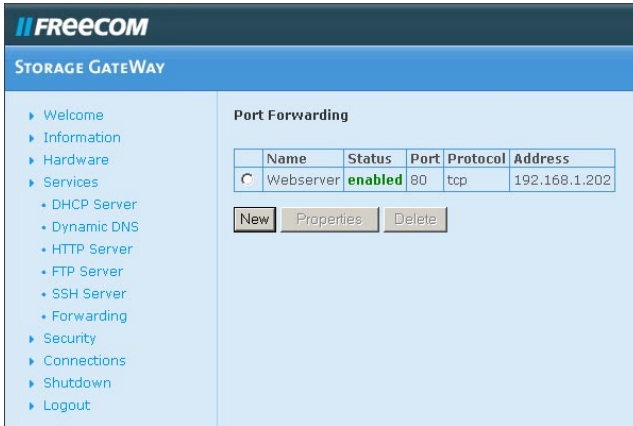 FREECOM
STORAGE GATEWAY
Welcome
Information
Hardware
Services
DHCP Server
Dynamic DNS
HTTP Server
FTP Server
SSH Server
Forwarding
Security
Connections
Shutdown
Logout
Port Forwarding
Name Status Port Protocol Address
Webserver enabled 80 tcp 192.168.1.202
New Properties Delete